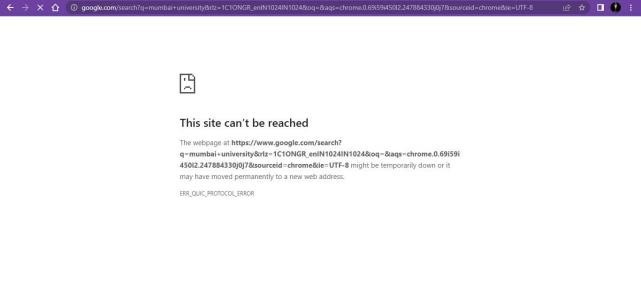 google.com/search?q=mumbai+university&rlz=1C1ONGR_enIN1024IN1024&oq=&aqs=chrome.0.69i59i450l2.247884330j0j7&sourceid=chrome&ie=UTF-8
This site can't be reached
The webpage at https://www.google.com/search?
q=mumbai+university&rlz=1C1ONGR_enIN1024IN1024&oq=&aqs=chrome.0.69i59i
450l2.247884330j0j7&sourceid=chrome&ie=UTF-8 might be temporarily down or it
may have moved permanently to a new web address.
ERR_QUIC_PROTOCOL_ERROR